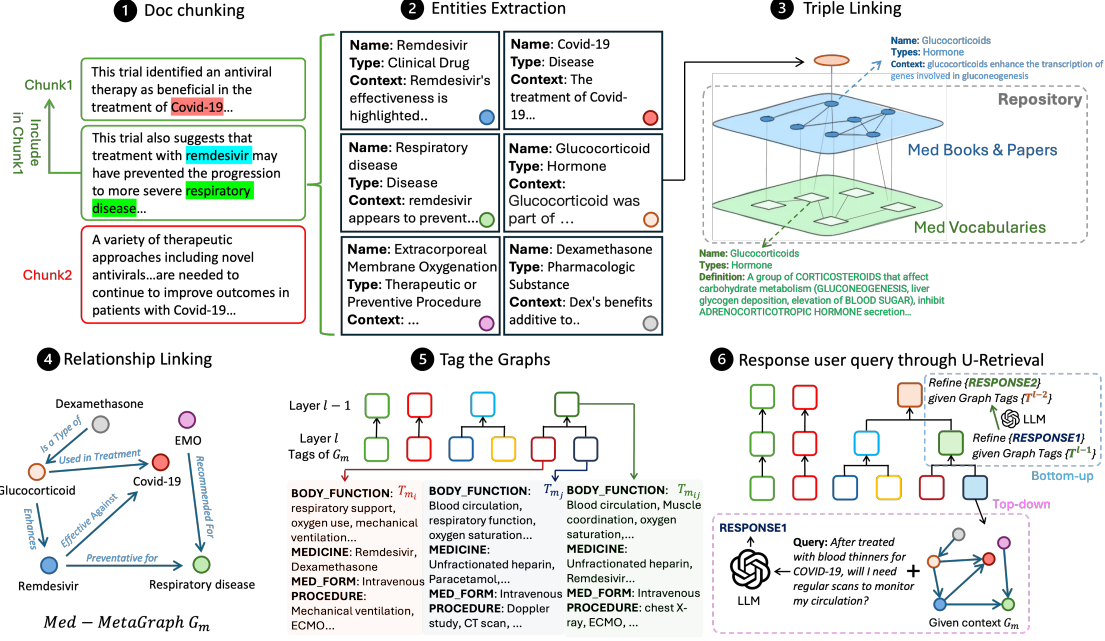 1 Doc chunking
Chunk1
Include
in Chunk1
This trial identified an antiviral
therapy as beneficial in the
treatment of Covid-19...
This trial also suggests that
treatment with remdesivir may
have prevented the progression
to more severe respiratory
disease...
Chunk2
A variety of therapeutic
approaches including novel
antivirals...are needed to
continue to improve outcomes in
patients with Covid-19...
2 Entities Extraction
Name: Remdesivir
Type: Clinical Drug
Context: Remdesivir's
effectiveness is
highlighted..
Name: Covid-19
Type: Disease
Context: The
treatment of Covid-
19...
Name: Respiratory
disease
Type: Disease
Context: remdesivir
appears to prevent...
Name: Glucocorticoid
Type: Hormone
Context:
Glucocorticoid was
part of ...
Name: Extracorporeal
Membrane Oxygenation
Type: Therapeutic or
Preventive Procedure
Context: ...
Name: Dexamethasone
Type: Pharmacologic
Substance
Context: Dex's benefits
additive to..
3 Triple Linking
Name: Glucocorticoids
Types: Hormone
Context: glucocorticoids enhance the transcription of
genes involved in gluconeogenesis
Repository
Med Books & Papers
Med Vocabularies
Name: Glucocorticoids
Types: Hormone
Definition: A group of CORTICOSTEROIDS that affect
carbohydrate metabolism (GLUCONEOGENESIS, liver
glycogen deposition, elevation of BLOOD SUGAR), inhibit
ADRENOCORTICOTROPIC HORMONE secretion...
4 Relationship Linking
Dexamethasone
Is a Type of
EMO
Used in Treatment
Covid-19
Glucocorticoid
Enhances
Effective Against
Recommended For
Preventative for
Remdesivir
Respiratory disease
Med − MetaGraph Gm
5 Tag the Graphs
Layer l − 1
Layer l
Tags of Gm
BODY_FUNCTION: Tmi
respiratory support,
oxygen use, mechanical
ventilation...
MEDICINE: Remdesivir,
Dexamethasone
MED_FORM: Intravenous
PROCEDURE:
Mechanical ventilation,
ECMO...
BODY_FUNCTION: Tmj
Blood circulation,
respiratory function,
oxygen saturation...
MEDICINE:
Unfractionated heparin,
Paracetamol,...
MED_FORM: Intravenous
PROCEDURE: Doppler
study, CT scan, ...
BODY_FUNCTION: Tmij
Blood circulation, Muscle
coordination, oxygen
saturation,...
MEDICINE:
Unfractionated heparin,
Remdesivir...
MED_FORM: Intravenous
PROCEDURE: chest X-
ray, ECMO, ...
6 Response user query through U-Retrieval
Refine {RESPONSE2}
given Graph Tags {T^l−2}
LLM
Refine {RESPONSE1}
given Graph Tags {T^l−1}
Bottom-up
Top-down
RESPONSE1
LLM
Query: After treated
with blood thinners for
COVID-19, will I need
regular scans to monitor
my circulation?
+
Given context Gm